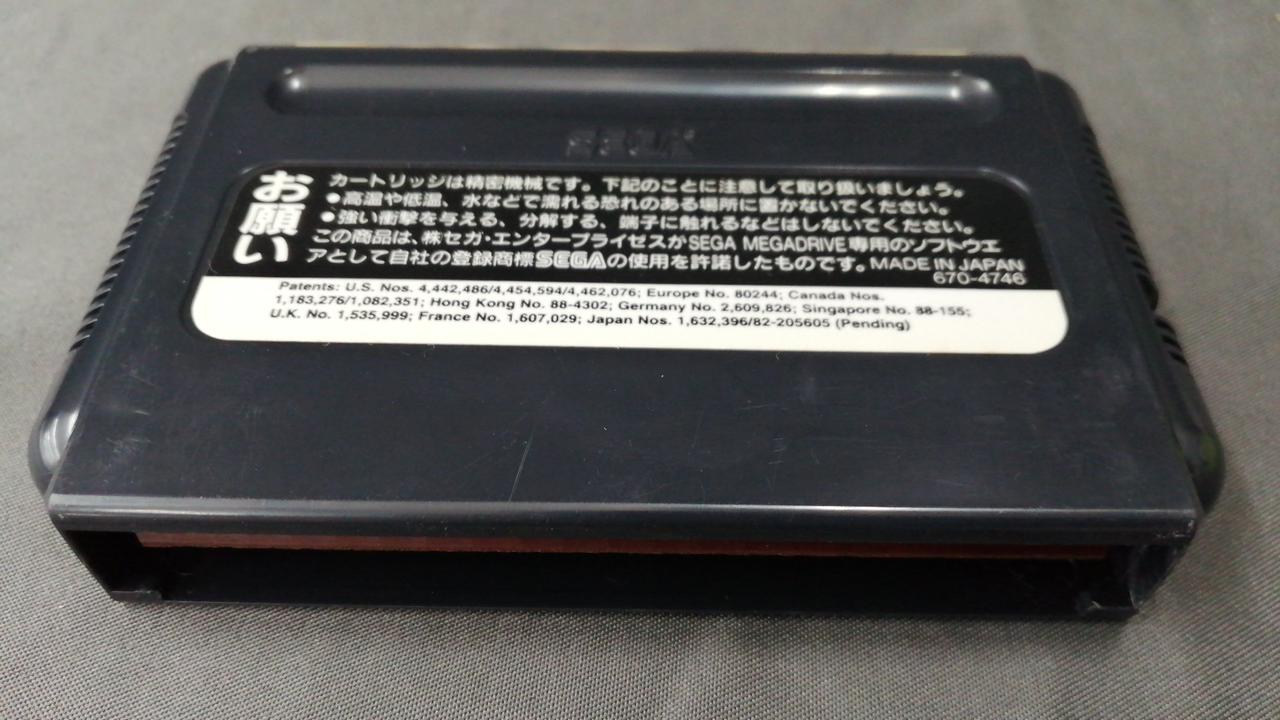 SEGA
お願い
カートリッジは精密機械です。下記のことに注意して取り扱いましょう。
●高温や低温、水などで濡れる恐れのある場所に置かないでください。
●強い衝撃を与える、分解する、端子に触れるなどはしないでください。
この商品は、株セガ・エンタープライゼスがSEGA MEGADRIVE専用のソフトウエ
アとして自社の登録商標SEGAの使用を許諾したものです。MADE IN JAPAN
670-4746
Patents: U.S. Nos. 4,442,486/4,454,594/4,462,076; Europe No. 80244; Canada Nos.
1,183,276/1,082,351; Hong Kong No. 88-4302; Germany No. 2,609,826; Singapore No. 88-155;
U.K. No. 1,535,999; France No. 1,607,029; Japan Nos. 1,632,396/82-205605 (Pending)